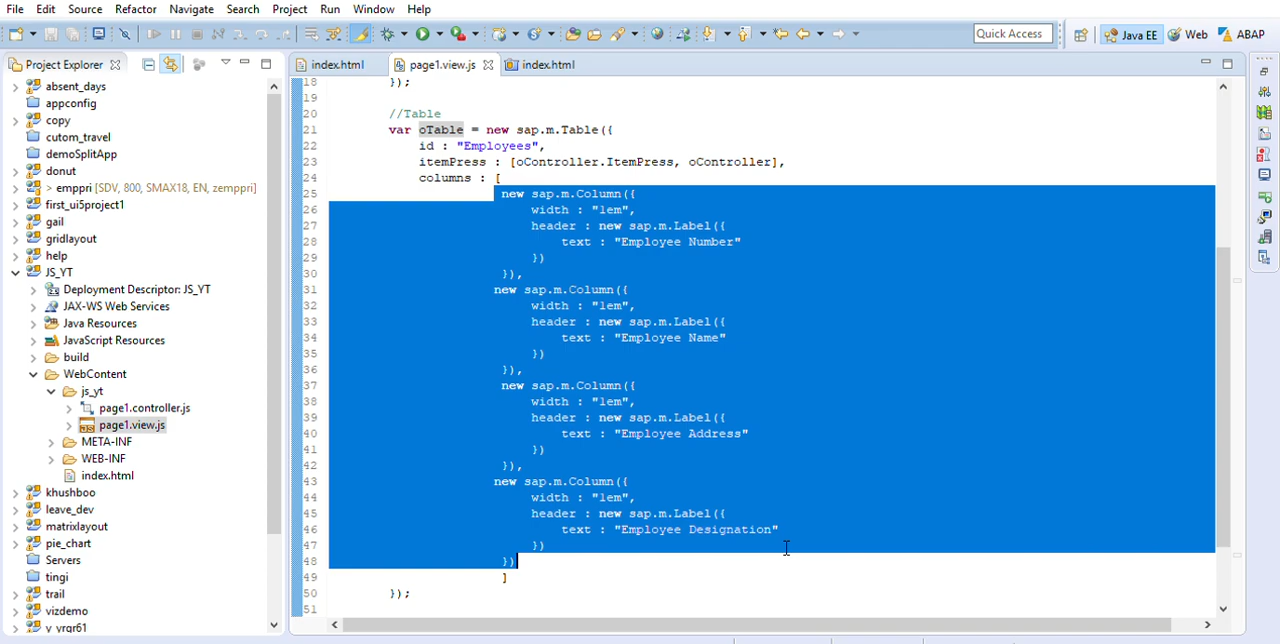 File Edit Source Refactor Navigate Search Project Run Window Help
Quick Access Java EE Web ABAP
Project Explorer
index.html page1.view.js index.html
absent_days
appconfig
copy
cutom_travel
demoSplitApp
donut
> emppri [SDV, 800, SMAX18, EN, zemppri]
first_ui5project1
gail
gridlayout
help
JS_YT
Deployment Descriptor: JS_YT
JAX-WS Web Services
Java Resources
JavaScript Resources
build
WebContent
js_yt
page1.controller.js
page1.view.js
META-INF
WEB-INF
index.html
khushboo
leave_dev
matrixlayout
pie_chart
Servers
tingi
trail
vizdemo
18 });
19
20 //Table
21 var oTable = new sap.m.Table({
22 id : "Employees",
23 itemPress : [oController.ItemPress, oController],
24 columns : [
25 new sap.m.Column({
26 width : "lem",
27 header : new sap.m.Label({
28 text : "Employee Number"
29 })
30 }),
31 new sap.m.Column({
32 width : "lem",
33 header : new sap.m.Label({
34 text : "Employee Name"
35 })
36 }),
37 new sap.m.Column({
38 width : "lem",
39 header : new sap.m.Label({
40 text : "Employee Address"
41 })
42 }),
43 new sap.m.Column({
44 width : "lem",
45 header : new sap.m.Label({
46 text : "Employee Designation"
47 })
48 })
49 ]
50 });
51